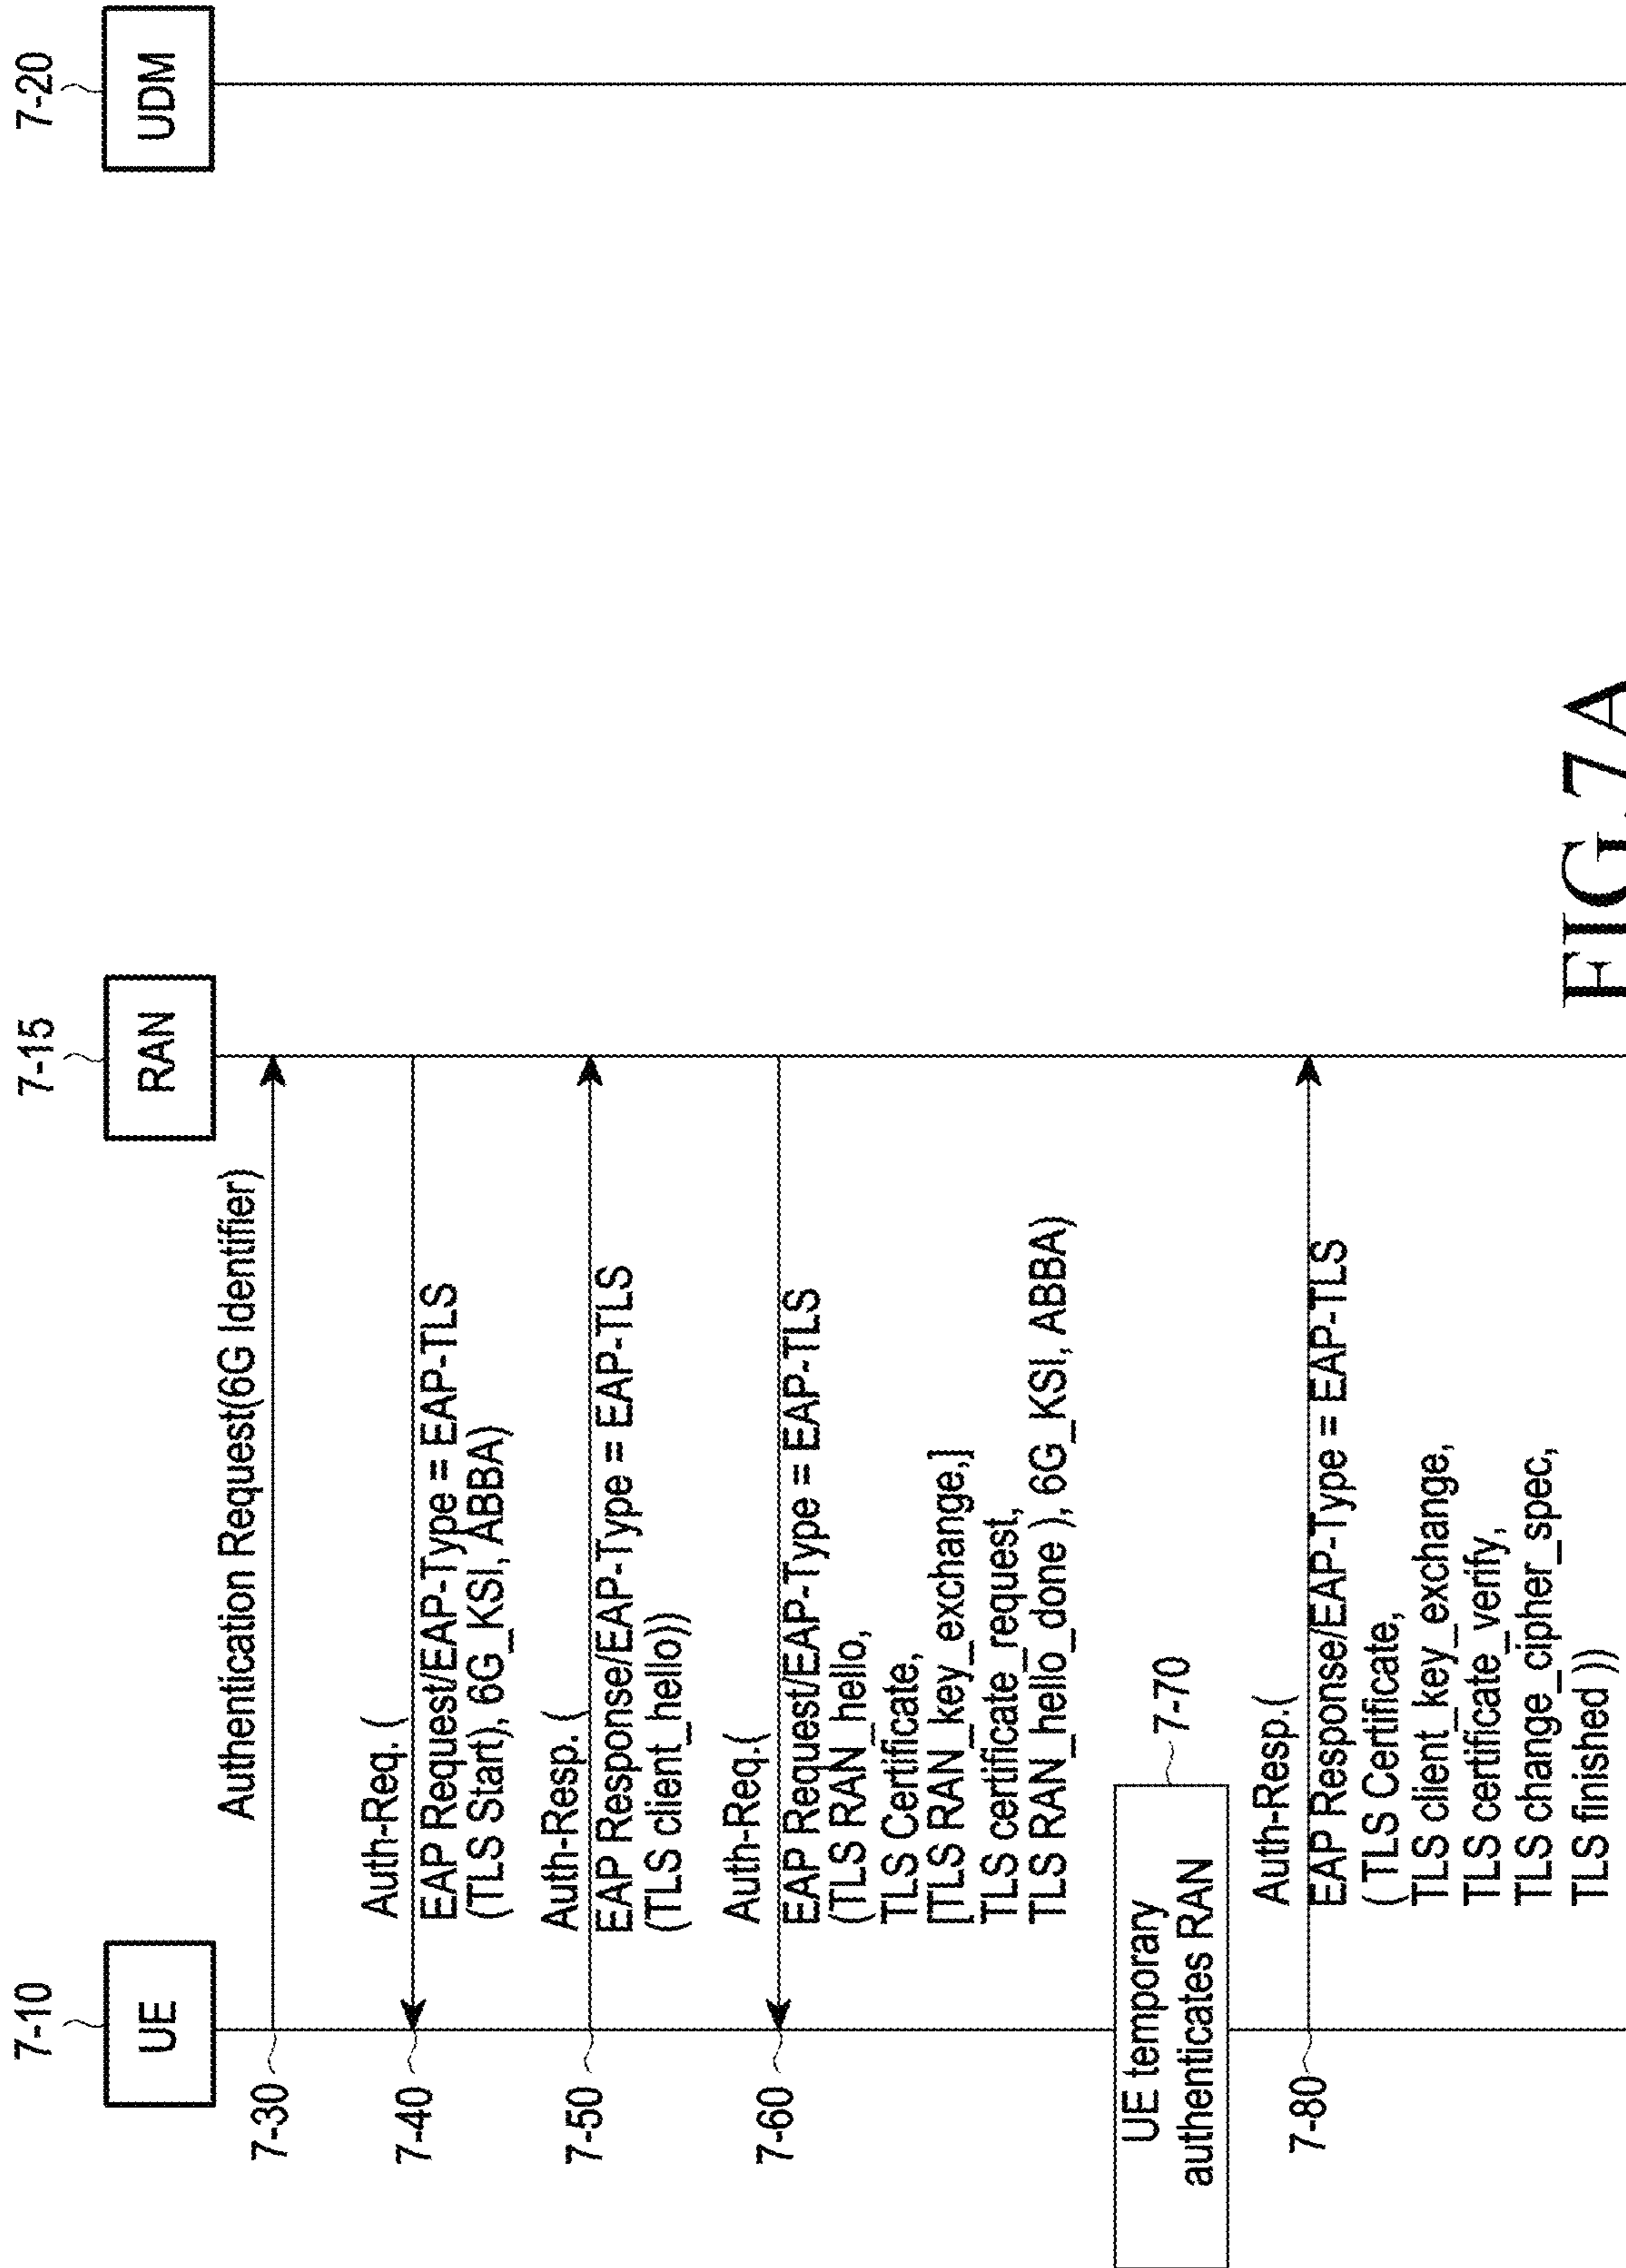 7-10
7-15
7-20
UE
RAN
UDM
7-30
Authentication Request(6G Identifier)
7-40
Auth-Req. (
EAP Request/EAP-Type = EAP-TLS
(TLS Start), 6G_KSI, ABBA)
7-50
Auth-Resp. (
EAP Response/EAP-Type = EAP-TLS
(TLS client_hello))
7-60
Auth-Req.(
EAP Request/EAP-Type = EAP-TLS
(TLS RAN_hello,
TLS Certificate,
[TLS RAN_key_exchange,]
TLS certificate_request,
TLS RAN_hello_done ), 6G_KSI, ABBA)
UE temporary
authenticates RAN
7-70
7-80
Auth-Resp.(
EAP Response/EAP-Type = EAP-TLS
( TLS Certificate,
TLS client_key_exchange,
TLS certificate_verify,
TLS change_cipher_spec,
TLS finished ))
FIG.7A